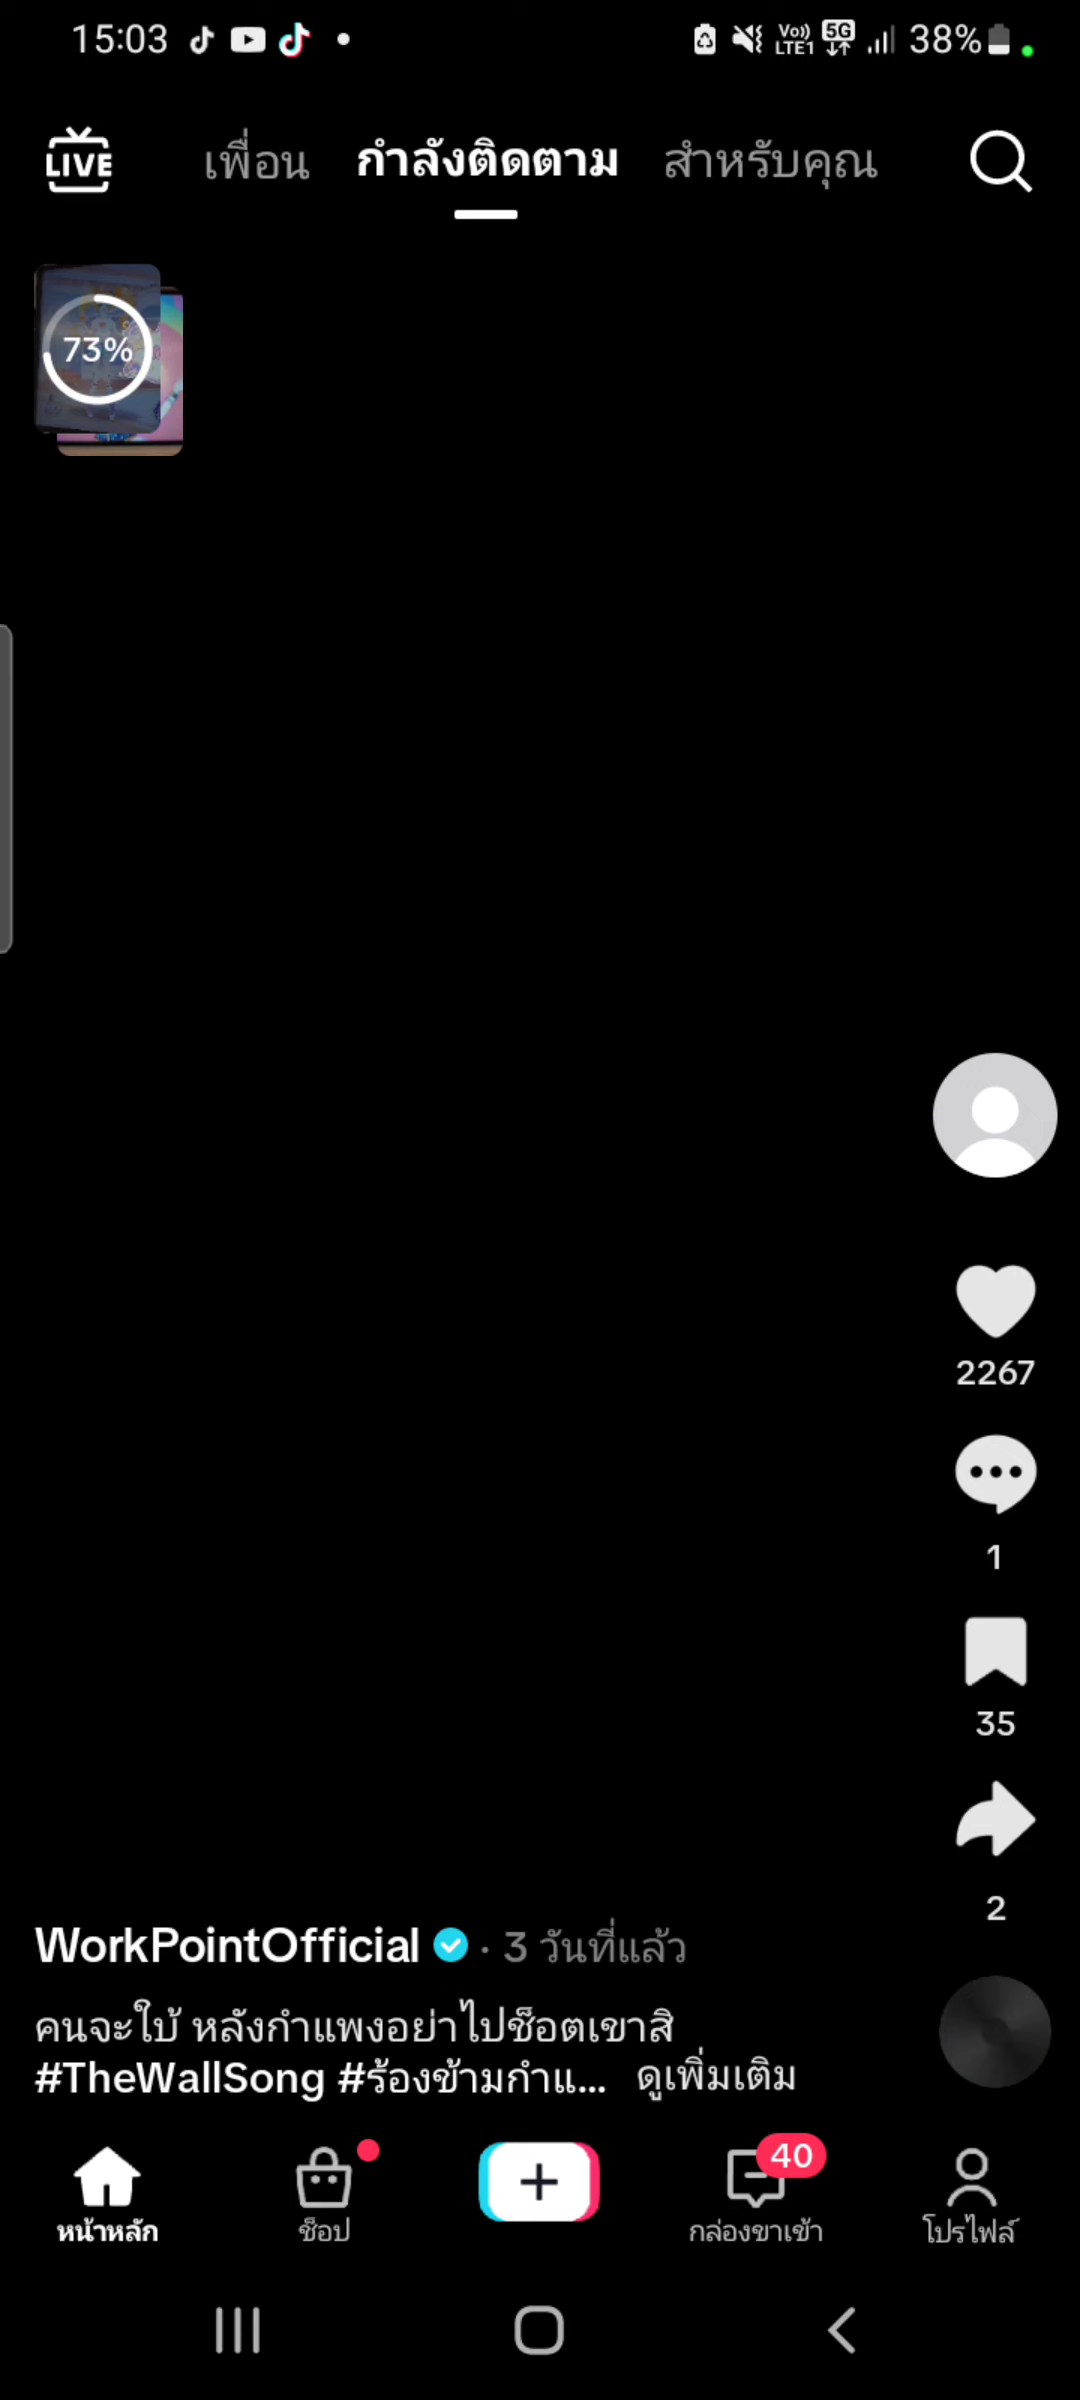 15:03
Vo)) LTE1 5G 38%
LIVE เพื่อน กำลังติดตาม สำหรับคุณ
73%
2267
1
35
2
WorkPointOfficial · 3 วันที่แล้ว
คนจะใบ้ หลังกำแพงอย่าไปช็อตเขาสิ
#TheWallSong #ร้องข้ามกำแ... ดูเพิ่มเติม
40
หน้าหลัก ช็อป กล่องขาเข้า โปรไฟล์